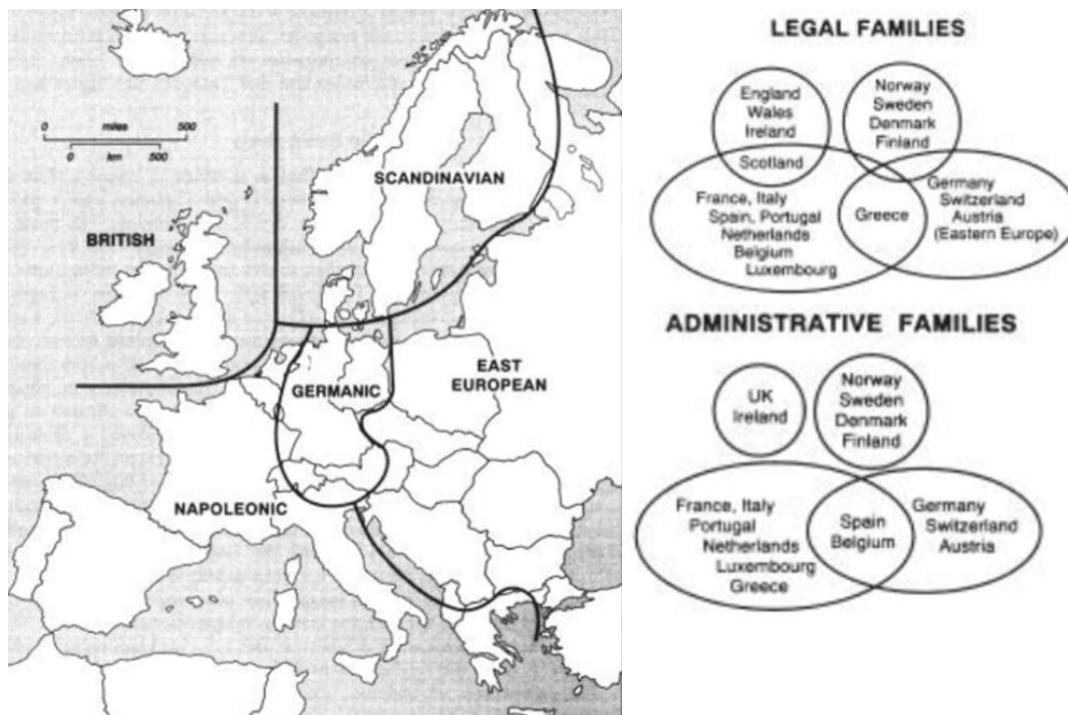 0 miles 500
0 km 500
SCANDINAVIAN
BRITISH
EAST
EUROPEAN
GERMANIC
NAPOLEONIC
LEGAL FAMILIES
England
Wales
Ireland
Scotland
Norway
Sweden
Denmark
Finland
France, Italy
Spain, Portugal
Netherlands
Belgium
Luxembourg
Greece
Germany
Switzerland
Austria
(Eastern Europe)
ADMINISTRATIVE FAMILIES
UK
Ireland
Norway
Sweden
Denmark
Finland
France, Italy
Portugal
Netherlands
Luxembourg
Greece
Spain
Belgium
Germany
Switzerland
Austria